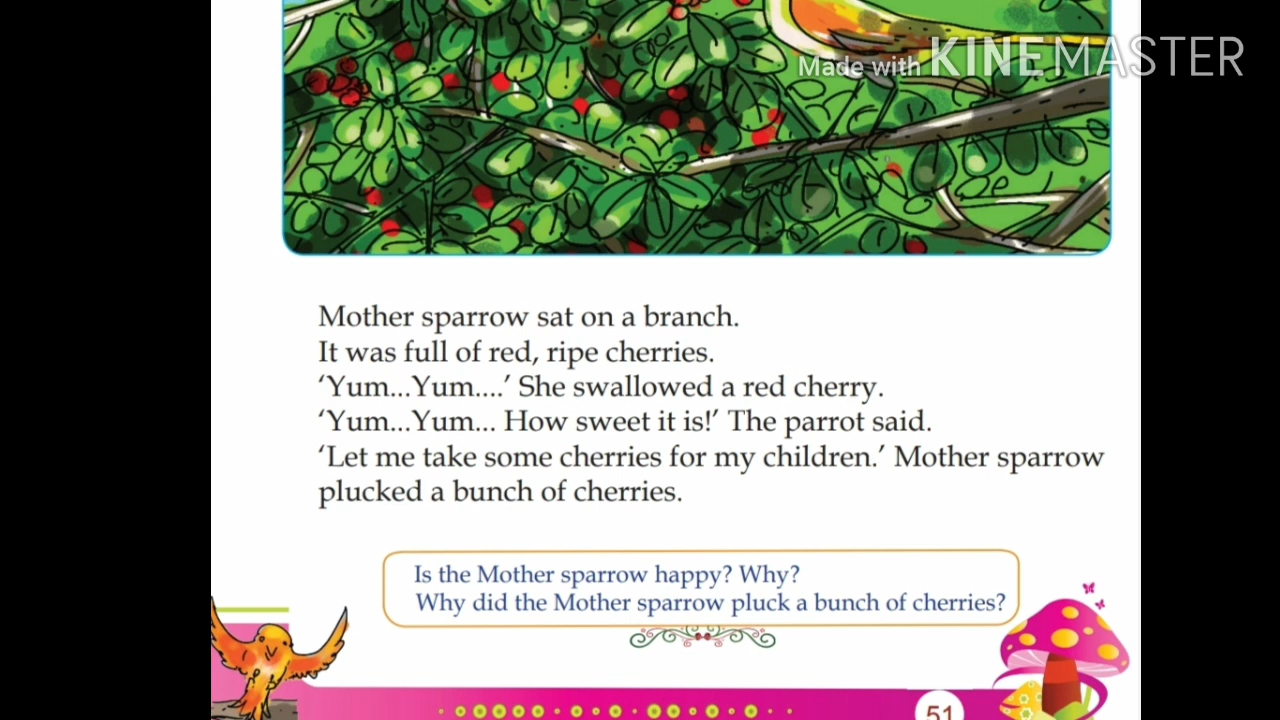 Made with KINEMASTER
Mother sparrow sat on a branch.
It was full of red, ripe cherries.
‘Yum...Yum....’ She swallowed a red cherry.
‘Yum...Yum... How sweet it is!’ The parrot said.
‘Let me take some cherries for my children.’ Mother sparrow
plucked a bunch of cherries.
Is the Mother sparrow happy? Why?
Why did the Mother sparrow pluck a bunch of cherries?
51